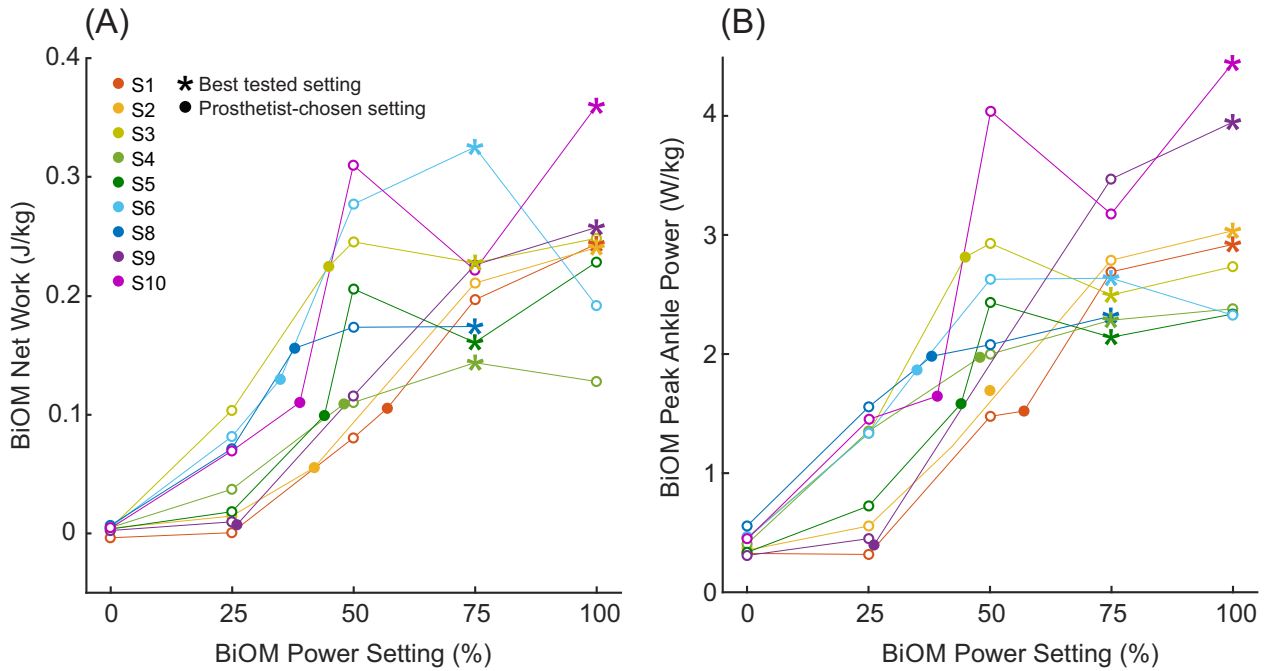 (A)
BiOM Net Work (J/kg)
0.4
0.3
0.2
0.1
0
S1
S2
S3
S4
S5
S6
S8
S9
S10
Best tested setting
Prosthetist-chosen setting
0 25 50 75 100
BiOM Power Setting (%)
(B)
BiOM Peak Ankle Power (W/kg)
4
3
2
1
0
0 25 50 75 100
BiOM Power Setting (%)